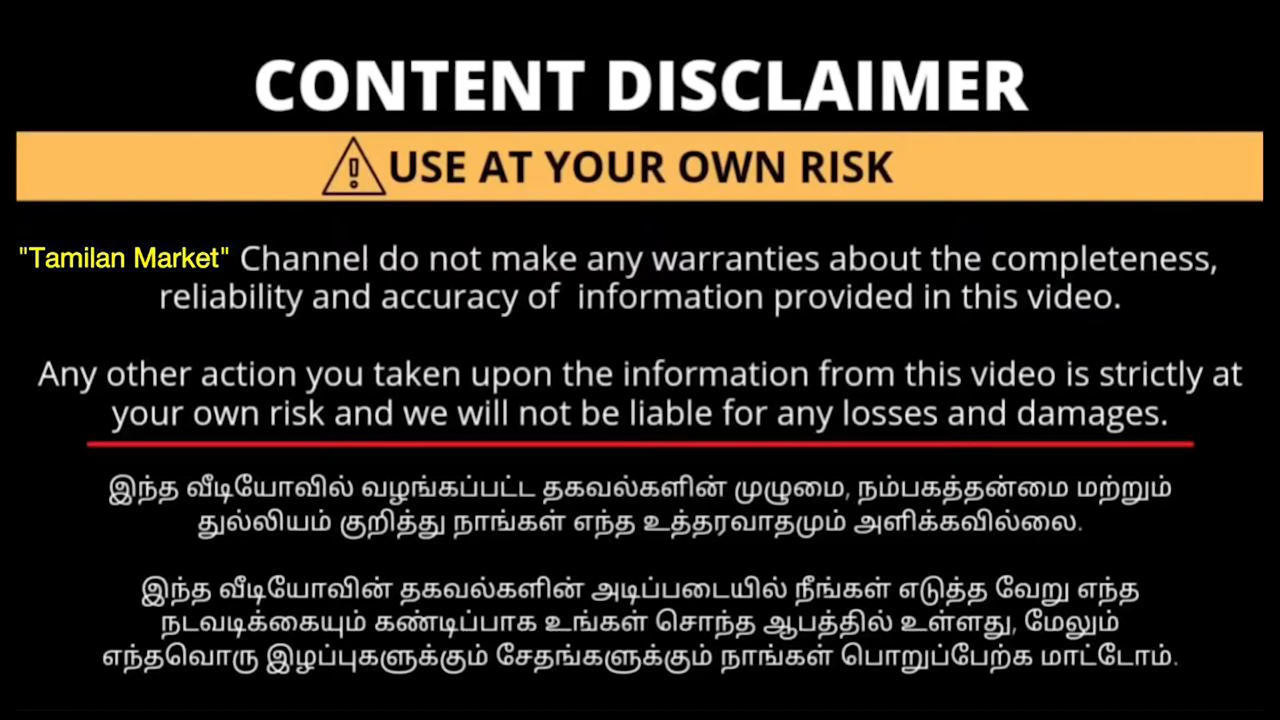 CONTENT DISCLAIMER
USE AT YOUR OWN RISK
"Tamilan Market" Channel do not make any warranties about the completeness,
reliability and accuracy of information provided in this video.
Any other action you taken upon the information from this video is strictly at
your own risk and we will not be liable for any losses and damages.
இந்த வீடியோவில் வழங்கப்பட்ட தகவல்களின் முழுமை, நம்பகத்தன்மை மற்றும்
துல்லியம் குறித்து நாங்கள் எந்த உத்தரவாதமும் அளிக்கவில்லை.
இந்த வீடியோவின் தகவல்களின் அடிப்படையில் நீங்கள் எடுத்த வேறு எந்த
நடவடிக்கையும் கண்டிப்பாக உங்கள் சொந்த ஆபத்தில் உள்ளது, மேலும்
எந்தவொரு இழப்புகளுக்கும் சேதங்களுக்கும் நாங்கள் பொறுப்பேற்க மாட்டோம்.